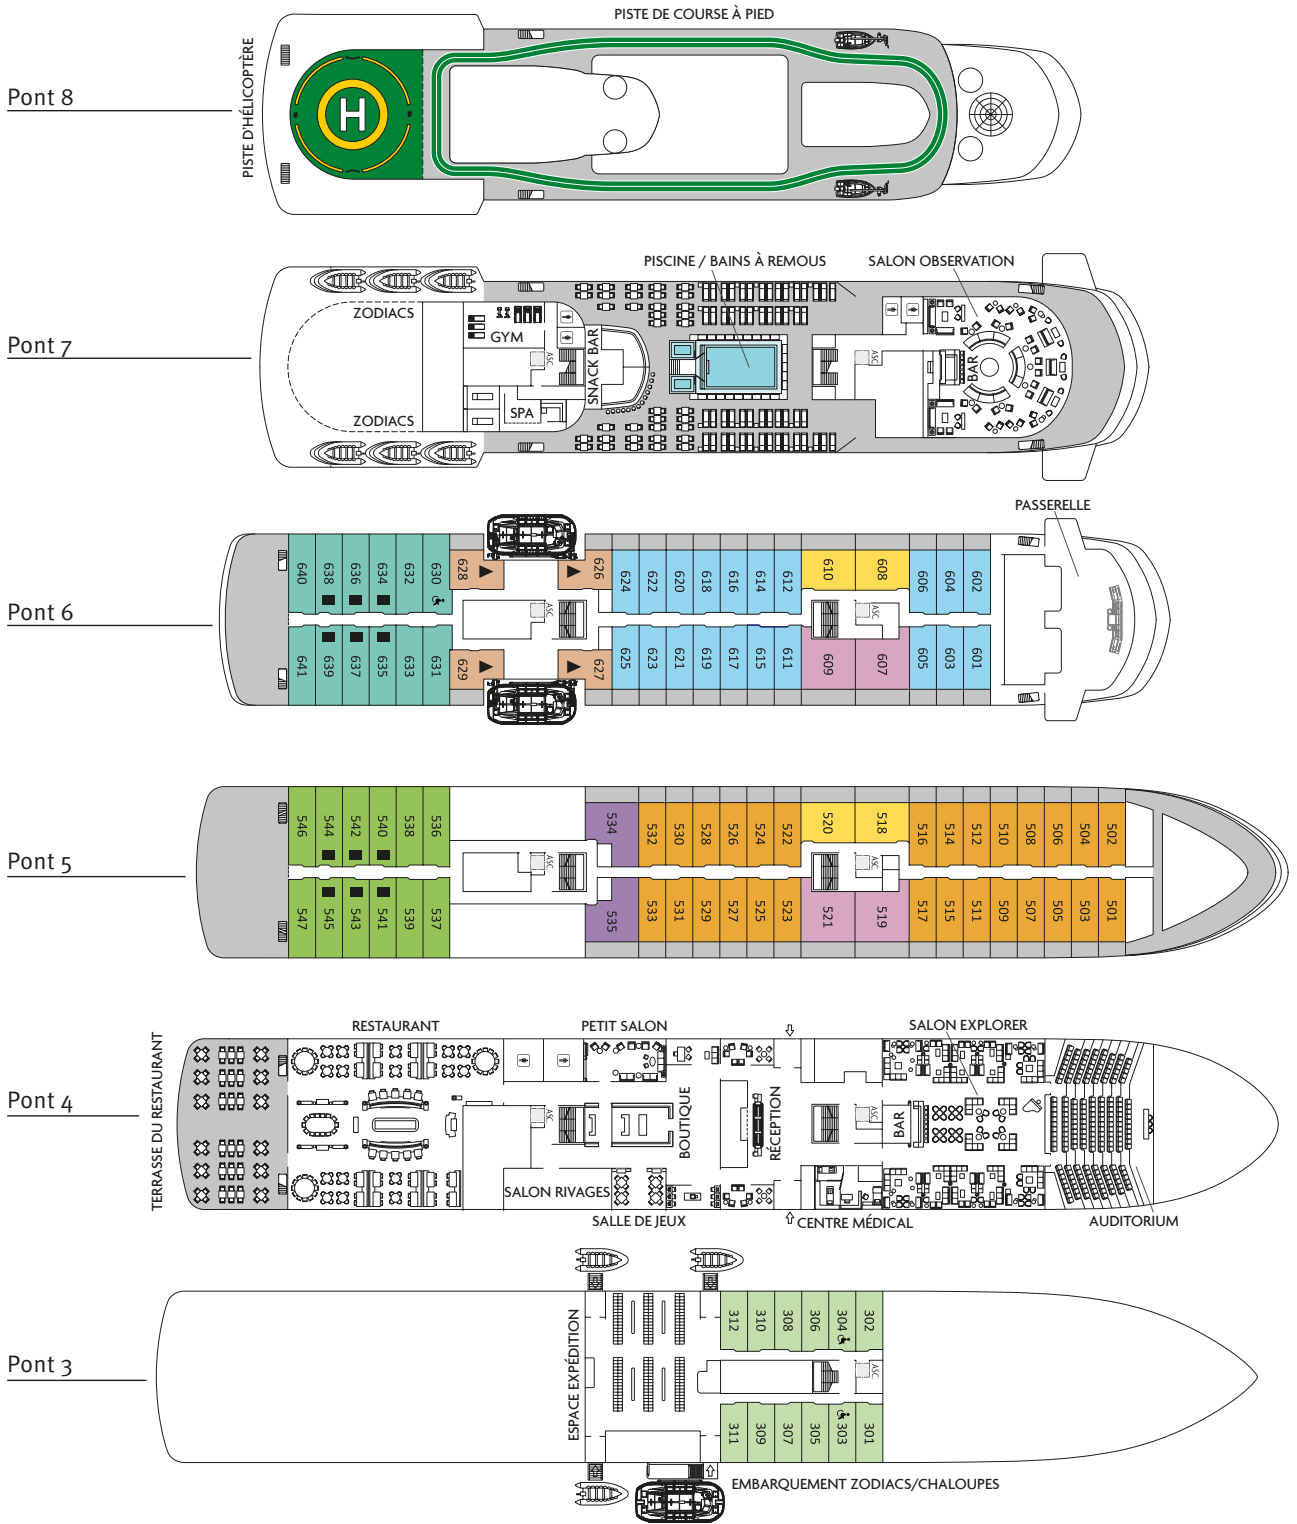 PISTE DE COURSE À PIED
Pont 8
PISTE D'HÉLICOPTÈRE
H
PISCINE / BAINS À REMOUS
SALON OBSERVATION
Pont 7
ZODIACS
GYM
ASC.
SNACK BAR
ASC.
BAR
SPA
ZODIACS
PASSERELLE
Pont 6
640 638 636 634 632 630 628 626 624 622 620 618 616 614 612 610 608 606 604 602
ASC. ASC.
641 639 637 635 633 631 629 627 625 623 621 619 617 615 611 609 607 605 603 601
Pont 5
546 544 542 540 538 536 534 532 530 528 526 524 522 520 518 516 514 512 510 508 506 504 502
ASC. ASC.
547 545 543 541 539 537 535 533 531 529 527 525 523 521 519 517 515 511 509 507 505 503 501
RESTAURANT
PETIT SALON
SALON EXPLORER
Pont 4
TERRASSE DU RESTAURANT
ASC.
BOUTIQUE
RÉCEPTION
ASC.
BAR
SALON RIVAGES
SALLE DE JEUX
CENTRE MÉDICAL
AUDITORIUM
Pont 3
ESPACE EXPÉDITION
312 310 308 306 304 302
ASC.
311 309 307 305 303 301
EMBARQUEMENT ZODIACS/CHALOUPES